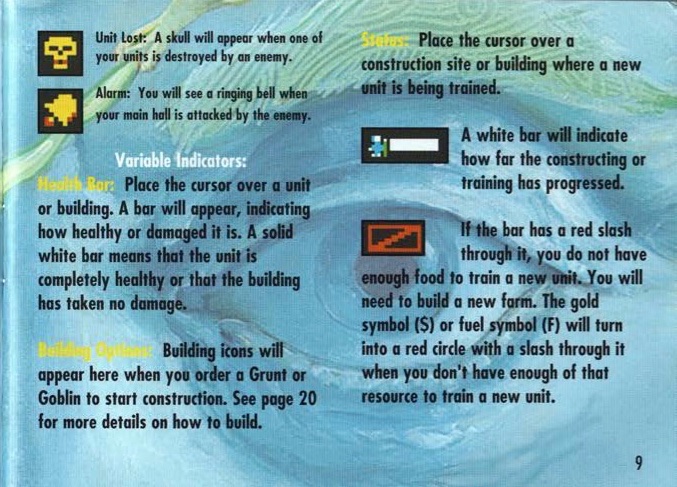 Unit Lost: A skull will appear when one of
your units is destroyed by an enemy.
Alarm: You will see a ringing bell when
your main hall is attacked by the enemy.
Variable Indicators:
Health Bar: Place the cursor over a unit
or building. A bar will appear, indicating
how healthy or damaged it is. A solid
white bar means that the unit is
completely healthy or that the building
has taken no damage.
Building Options: Building icons will
appear here when you order a Grunt or
Goblin to start construction. See page 20
for more details on how to build.
Status: Place the cursor over a
construction site or building where a new
unit is being trained.
A white bar will indicate
how far the constructing or
training has progressed.
If the bar has a red slash
through it, you do not have
enough food to train a new unit. You will
need to build a new farm. The gold
symbol ($) or fuel symbol (F) will turn
into a red circle with a slash through it
when you don't have enough of that
resource to train a new unit.
9